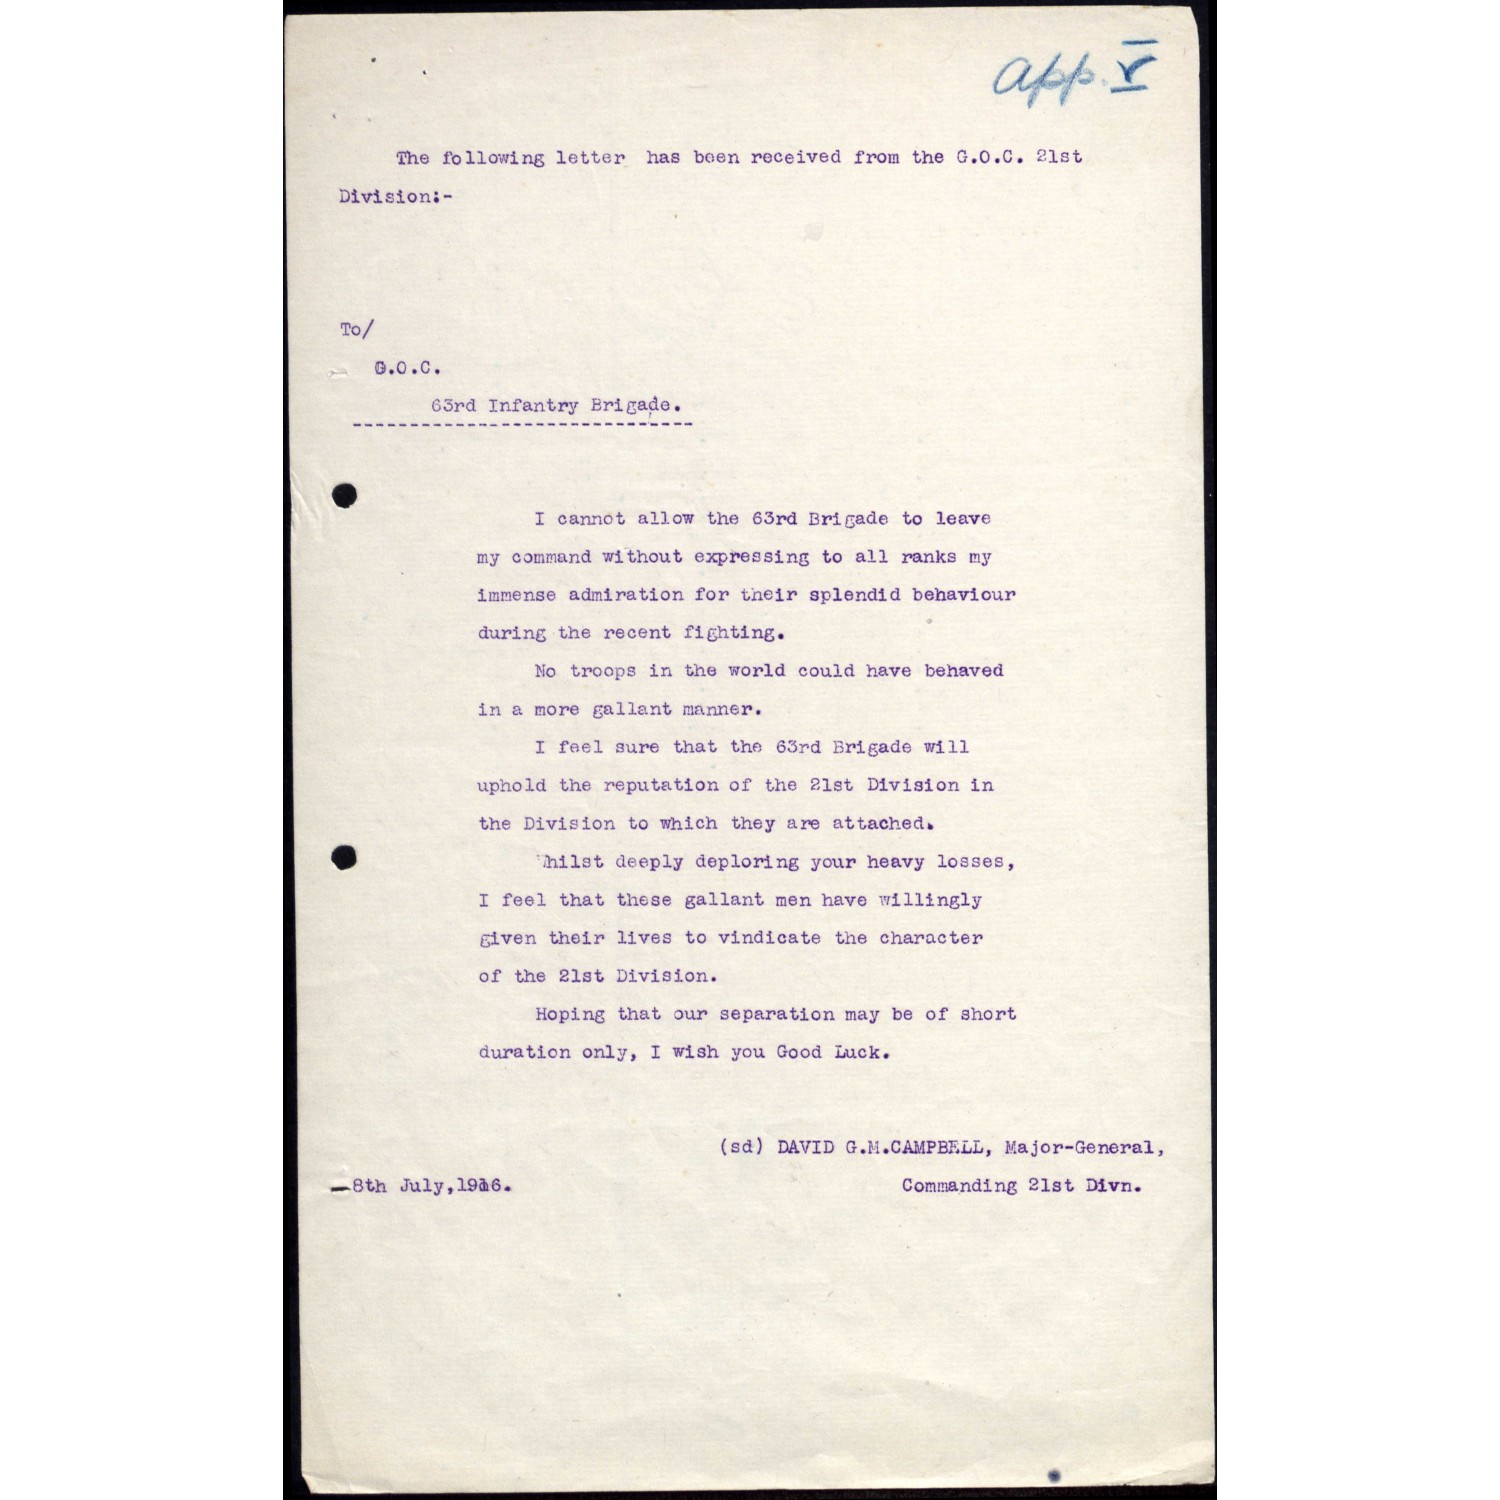 App. V
The following letter has been received from the G.O.C. 21st
Division:-
To/
G.O.C.
63rd Infantry Brigade.
I cannot allow the 63rd Brigade to leave
my command without expressing to all ranks my
immense admiration for their splendid behaviour
during the recent fighting.
No troops in the world could have behaved
in a more gallant manner.
I feel sure that the 63rd Brigade will
uphold the reputation of the 21st Division in
the Division to which they are attached.
Whilst deeply deploring your heavy losses,
I feel that these gallant men have willingly
given their lives to vindicate the character
of the 21st Division.
Hoping that our separation may be of short
duration only, I wish you Good Luck.
(sd) DAVID G.M.CAMPBELL, Major-General,
8th July,1916. Commanding 21st Divn.